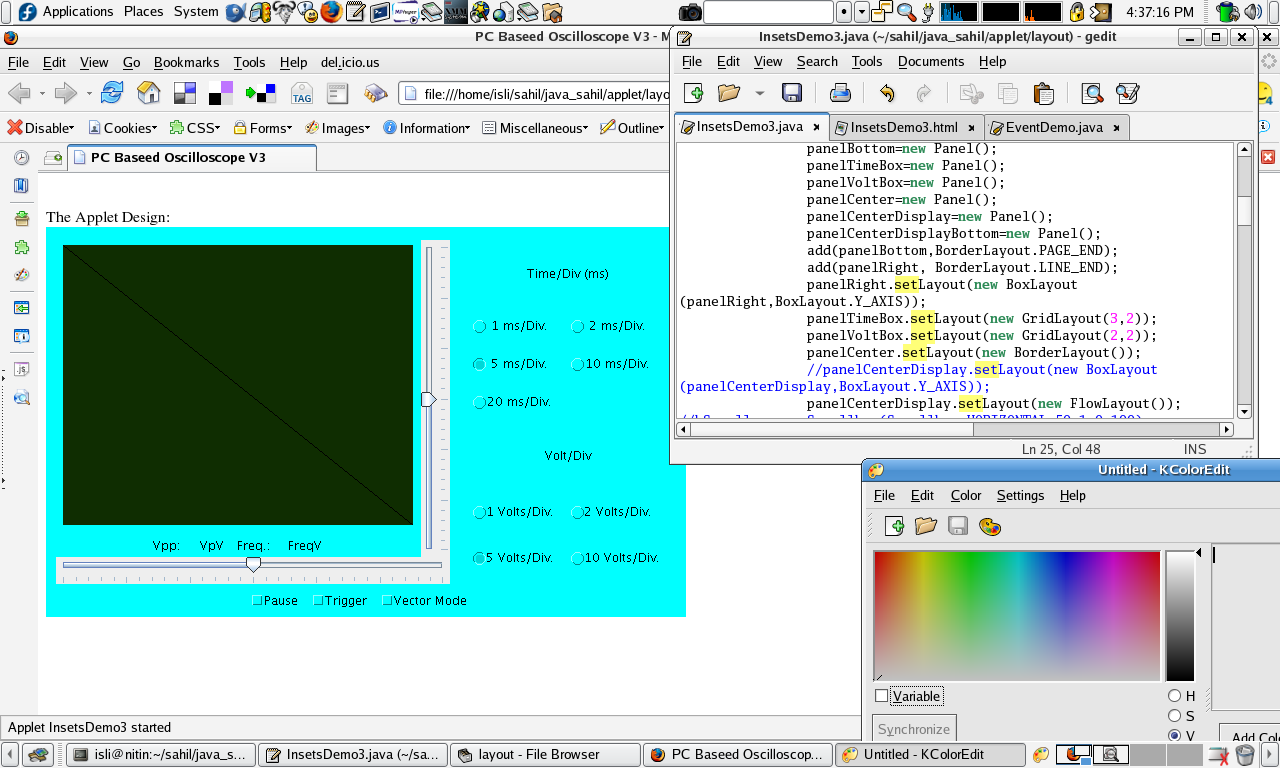 Applications Places System
4:37:16 PM
PC Baseed Oscilloscope V3 - M
File Edit View Go Bookmarks Tools Help del.icio.us
TAG
file:///home/isli/sahil/java_sahil/applet/layo
Disable Cookies CSS Forms Images Information Miscellaneous Outline
PC Baseed Oscilloscope V3
The Applet Design:
Time/Div (ms)
1 ms/Div. 2 ms/Div.
5 ms/Div. 10 ms/Div.
20 ms/Div.
Volt/Div
1 Volts/Div. 2 Volts/Div.
5 Volts/Div. 10 Volts/Div.
Vpp: VpV Freq.: FreqV
Pause Trigger Vector Mode
Applet InsetsDemo3 started
InsetsDemo3.java (~/sahil/java_sahil/applet/layout) - gedit
File Edit View Search Tools Documents Help
InsetsDemo3.java InsetsDemo3.html EventDemo.java
panelBottom=new Panel();
panelTimeBox=new Panel();
panelVoltBox=new Panel();
panelCenter=new Panel();
panelCenterDisplay=new Panel();
panelCenterDisplayBottom=new Panel();
add(panelBottom,BorderLayout.PAGE_END);
add(panelRight, BorderLayout.LINE_END);
panelRight.setLayout(new BoxLayout
(panelRight,BoxLayout.Y_AXIS));
panelTimeBox.setLayout(new GridLayout(3,2));
panelVoltBox.setLayout(new GridLayout(2,2));
panelCenter.setLayout(new BorderLayout());
//panelCenterDisplay.setLayout(new BoxLayout
(panelCenterDisplay,BoxLayout.Y_AXIS));
panelCenterDisplay.setLayout(new FlowLayout());
Ln 25, Col 48 INS
Untitled - KColorEdit
File Edit Color Settings Help
Variable
Synchronize
H
S
V
Add Colo
isli@nitin:~/sahil/java_s... InsetsDemo3.java (~/sa... layout - File Browser PC Baseed Oscilloscope... Untitled - KColorEdit